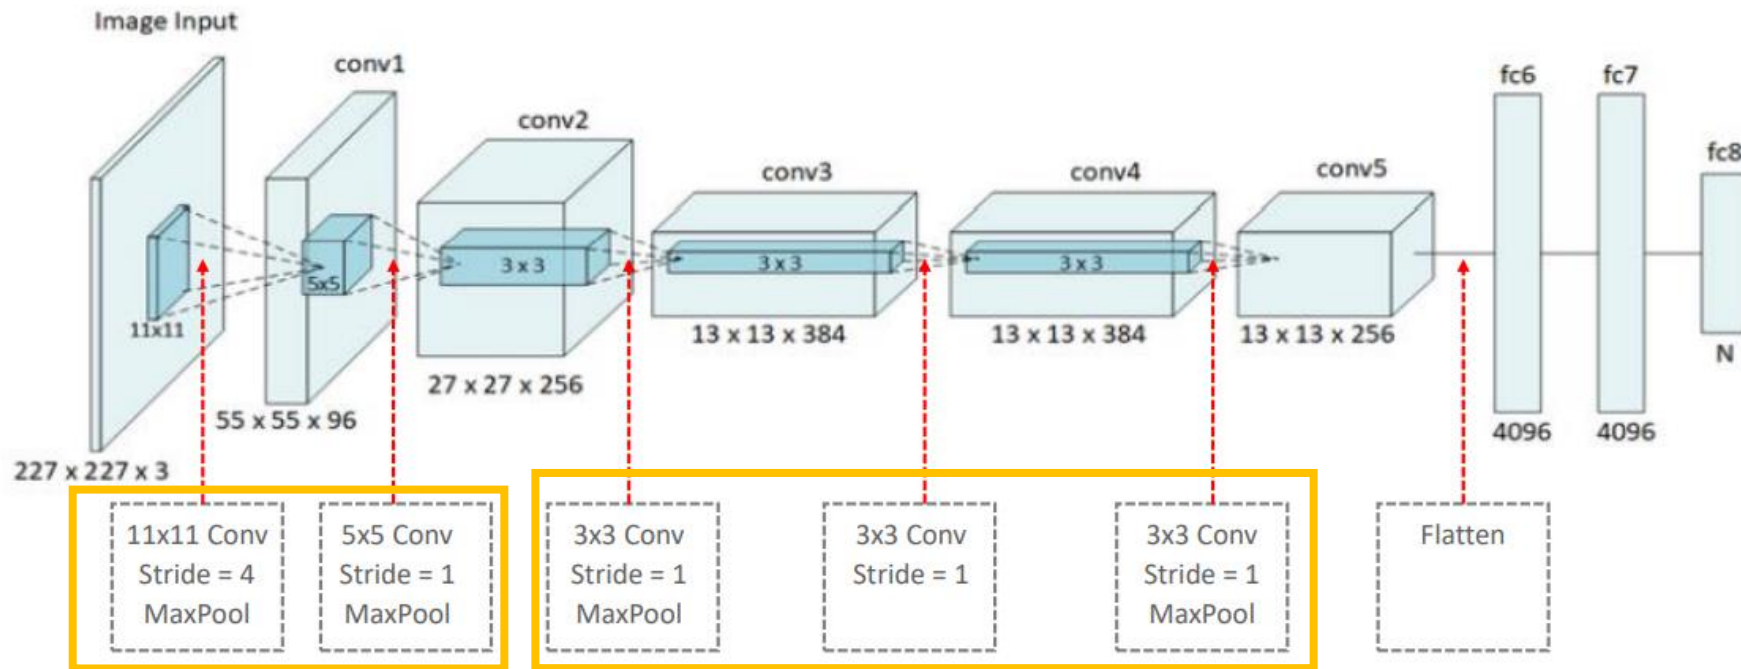 Image Input
conv1
conv2
conv3
conv4
conv5
fc6
fc7
fc8
11x11
5x5
3 x 3
3 x 3
3 x 3
227 x 227 x 3
55 x 55 x 96
27 x 27 x 256
13 x 13 x 384
13 x 13 x 384
13 x 13 x 256
4096
4096
N
11x11 Conv
Stride = 4
MaxPool
5x5 Conv
Stride = 1
MaxPool
3x3 Conv
Stride = 1
MaxPool
3x3 Conv
Stride = 1
3x3 Conv
Stride = 1
MaxPool
Flatten